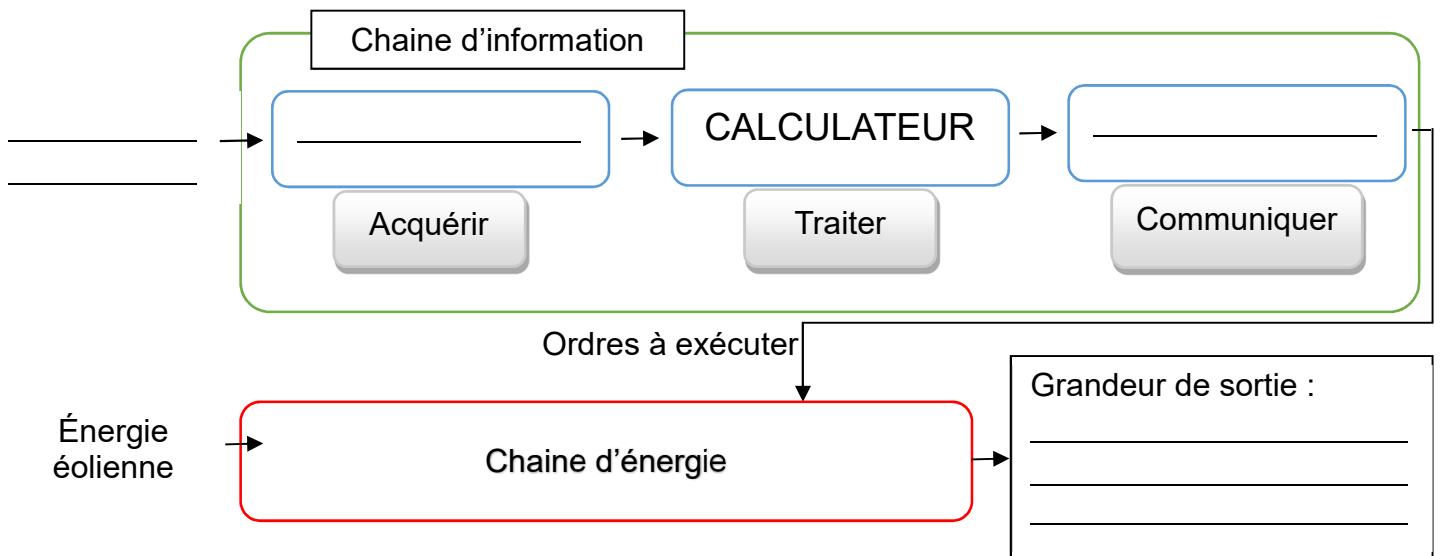 Chaine d’information
CALCULATEUR
Acquérir
Traiter
Communiquer
Ordres à exécuter
Grandeur de sortie :
Énergie
éolienne
Chaine d’énergie